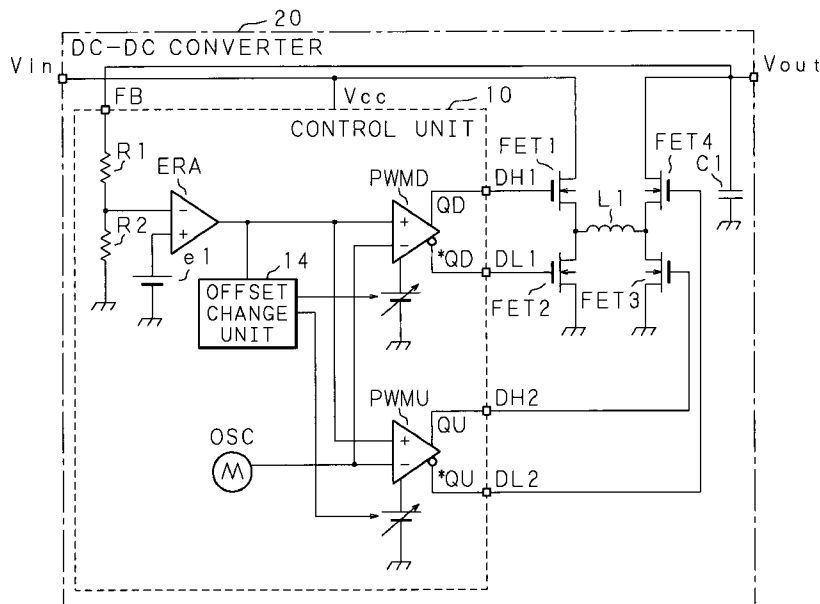 20
DC-DC CONVERTER
Vin
Vout
FB
Vcc
10
CONTROL UNIT
R1
ERA
R2
e1
14
OFFSET
CHANGE
UNIT
PWMD
QD
*QD
DH1
DL1
FET1
FET4
C1
L1
FET2
FET3
OSC
PWMU
QU
*QU
DH2
DL2